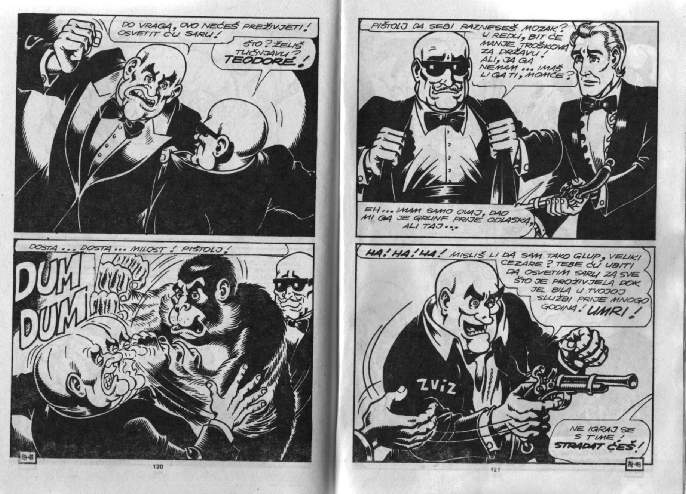 DO VRAGA, OVO NEĆEŠ PREŽIVJETI!
OSVETIT ĆU SARU!
ŠTO? ŽELIŠ
TUČNJAVU?
TEODORE!
DOSTA... DOSTA... MILOST! PIŠTOLJ!
DUM
DUM
120
PIŠTOLJ DA SEBI RAZNESEŠ MOZAK?
U REDU, BIT ĆE
MANJE TROŠKOVA
ZA DRŽAVU!
ALI, JA GA
NEMAM... IMAŠ
LI GA TI, MOMČE?
EH... IMAM SAMO OVAJ, DAO
MI GA JE GRUNF PRIJE ODLASKA,
ALI TAJ...
HA! HA! HA! MISLIŠ LI DA SAM TAKO GLUP, VELIKI
CEZARE? TEBE ĆU UBITI
DA OSVETIM SARU ZA SVE
ŠTO JE PROŽIVJELA DOK
JE BILA U TVOJOJ
SLUŽBI PRIJE MNOGO
GODINA! UMRI!
ZVIZ
NE IGRAJ SE
S TIME!
STRADAT ĆEŠ!
121